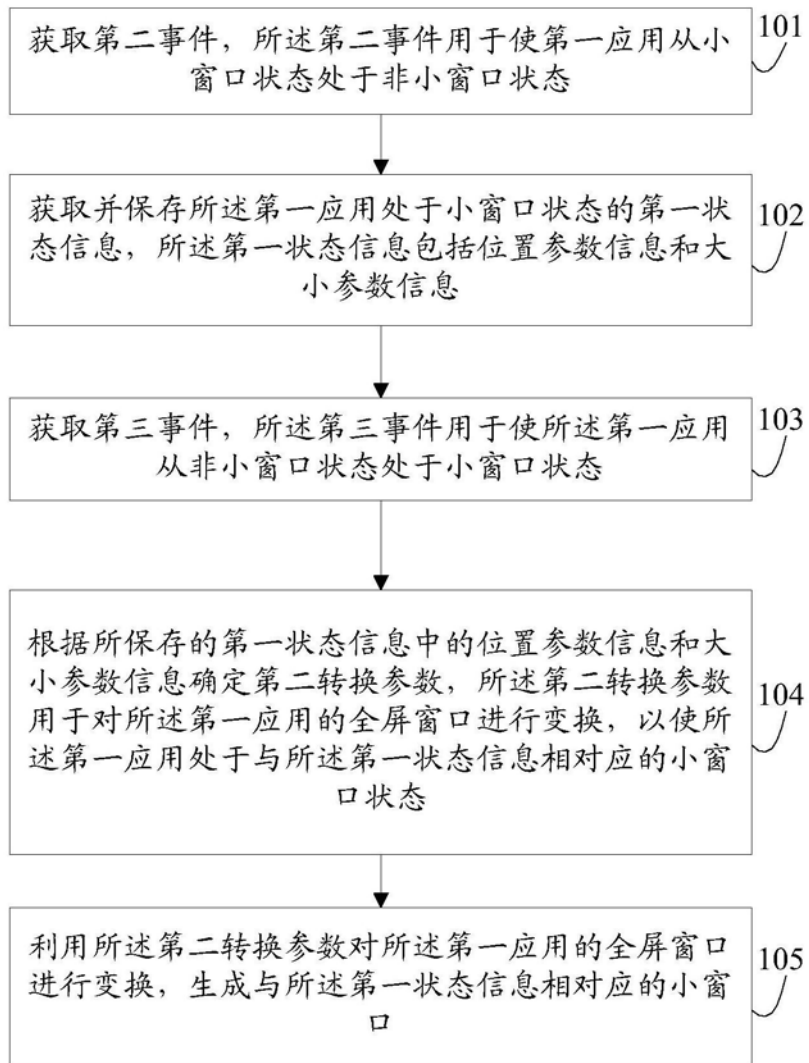 获取第二事件，所述第二事件用于使第一应用从小
窗口状态处于非小窗口状态
101
获取并保存所述第一应用处于小窗口状态的第一状
态信息，所述第一状态信息包括位置参数信息和大
小参数信息
102
获取第三事件，所述第三事件用于使所述第一应用
从非小窗口状态处于小窗口状态
103
根据所保存的第一状态信息中的位置参数信息和大
小参数信息确定第二转换参数，所述第二转换参数
用于对所述第一应用的全屏窗口进行变换，以使所
述第一应用处于与所述第一状态信息相对应的小窗
口状态
104
利用所述第二转换参数对所述第一应用的全屏窗口
进行变换，生成与所述第一状态信息相对应的小窗
口
105